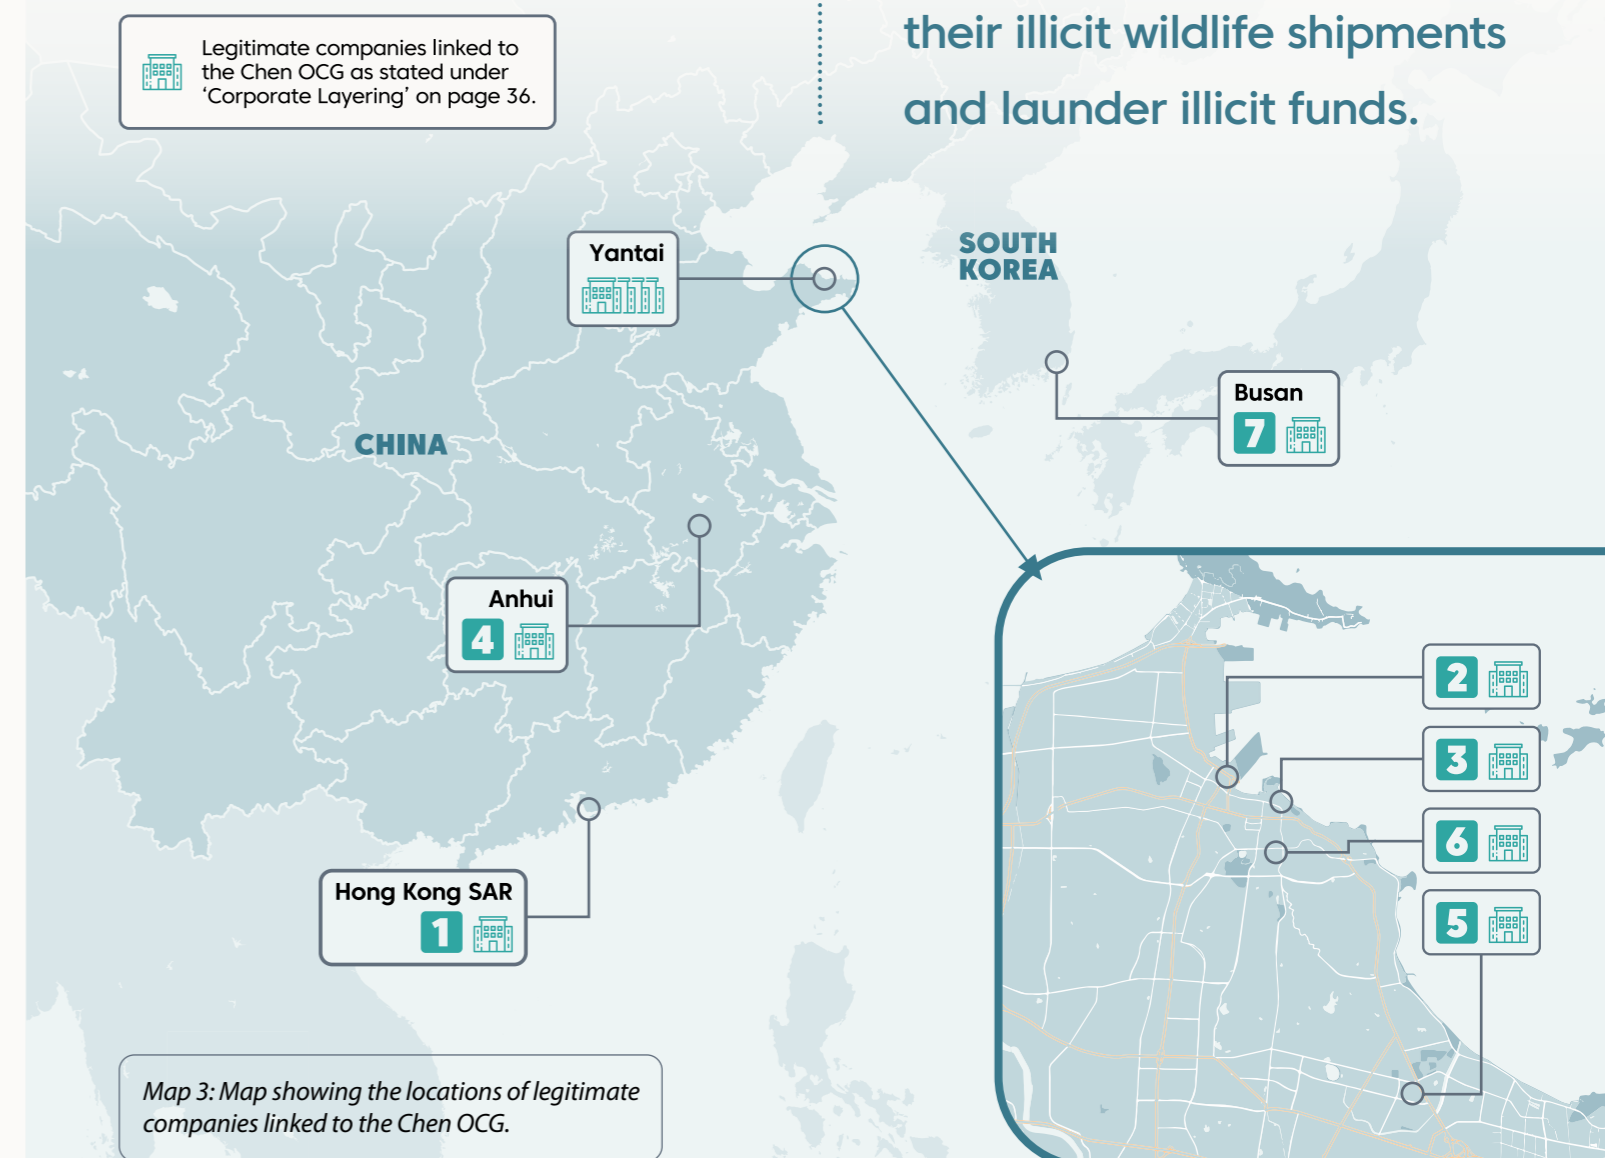 their illicit wildlife shipments
and launder illicit funds.
Legitimate companies linked to
the Chen OCG as stated under
‘Corporate Layering’ on page 36.
Yantai
SOUTH
KOREA
Busan
7
CHINA
Anhui
4
2
3
6
5
Hong Kong SAR
1
Map 3: Map showing the locations of legitimate
companies linked to the Chen OCG.